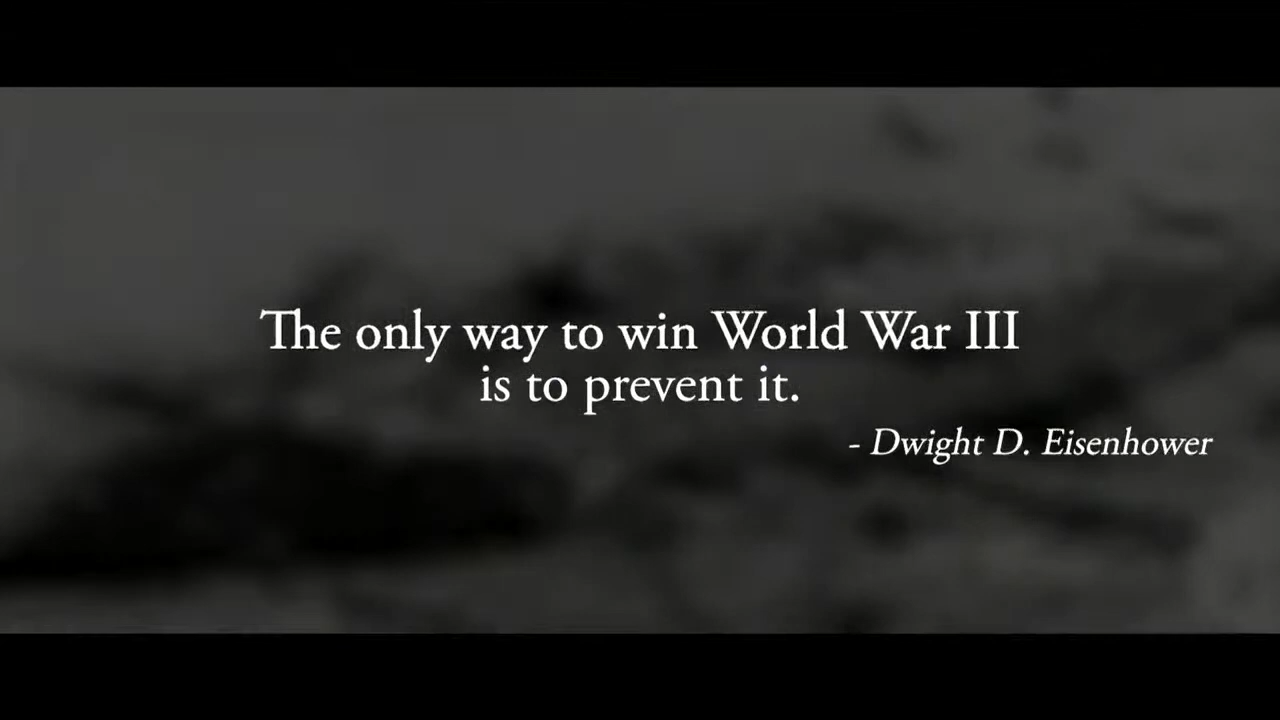 The only way to win World War III
is to prevent it.
- Dwight D. Eisenhower